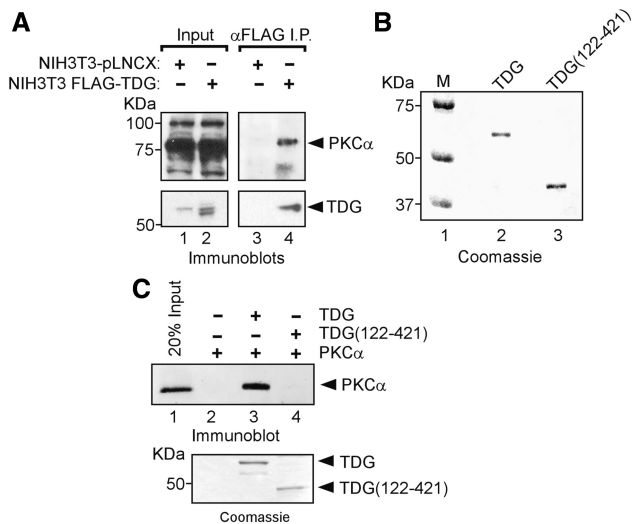 A
Input
αFLAG I.P.
NIH3T3-pLNCX: + − + −
NIH3T3 FLAG-TDG: − + − +
KDa
100
75
PKCα
TDG
50
1 2 3 4
Immunoblots
B
KDa
M
TDG
TDG(122-421)
75
50
37
1 2 3
Coomassie
C
20% Input
− + − TDG
− − + TDG(122-421)
+ + + PKCα
PKCα
1 2 3 4
Immunoblot
KDa
50
TDG
TDG(122-421)
Coomassie